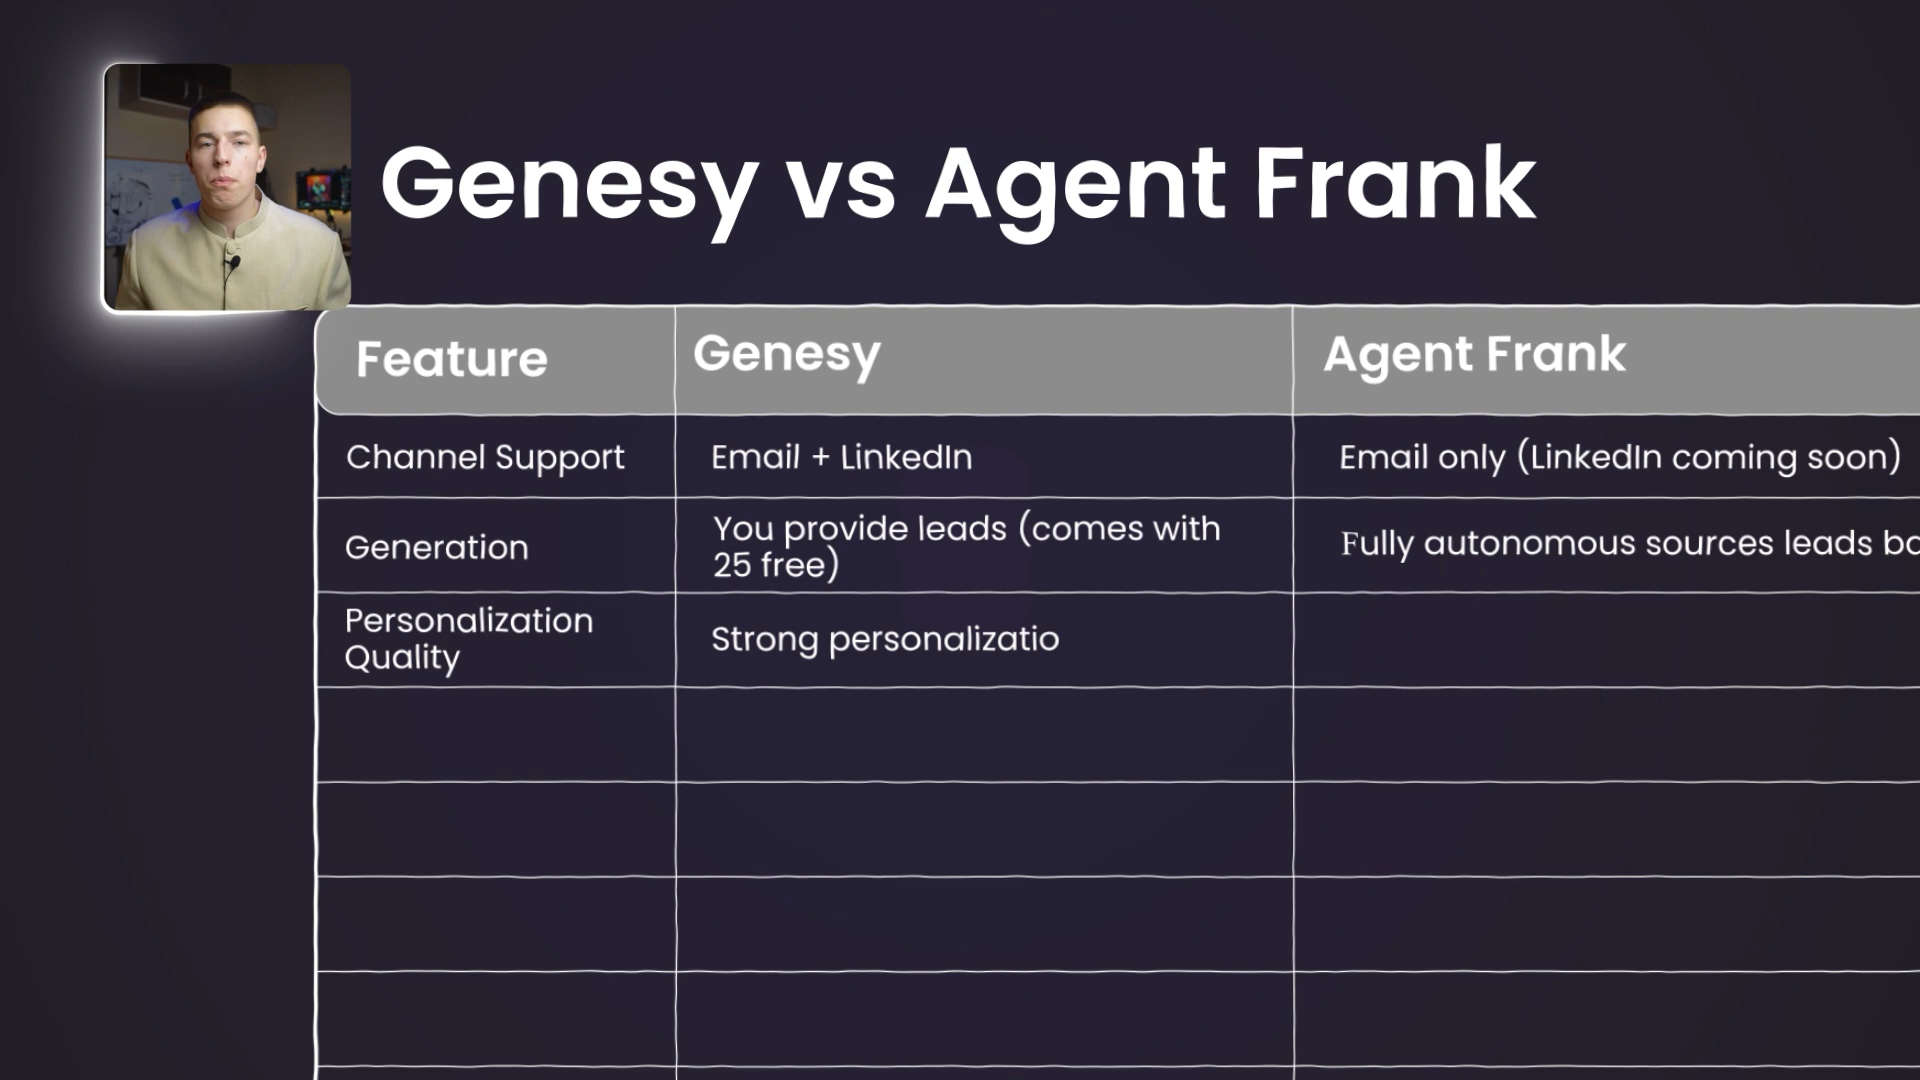 Genesy vs Agent Frank
Feature
Genesy
Agent Frank
Channel Support
Email + LinkedIn
Email only (LinkedIn coming soon)
Generation
You provide leads (comes with
25 free)
Fully autonomous sources leads
Personalization
Quality
Strong personalizatio